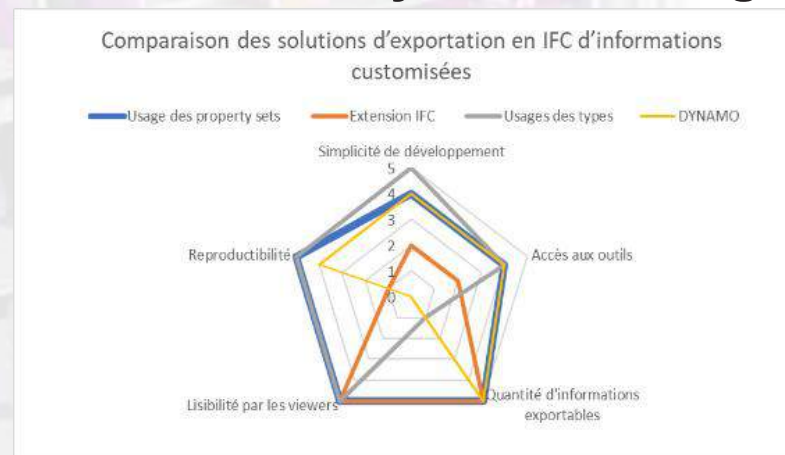 Comparaison des solutions d'exportation en IFC d'informations
customisées
Usage des property sets Extension IFC Usages des types DYNAMO
Simplicité de développement
5
4
3
2
1
0
Reproductibilité
Accès aux outils
Lisibilité par les viewers
Quantité d'informations
exportables